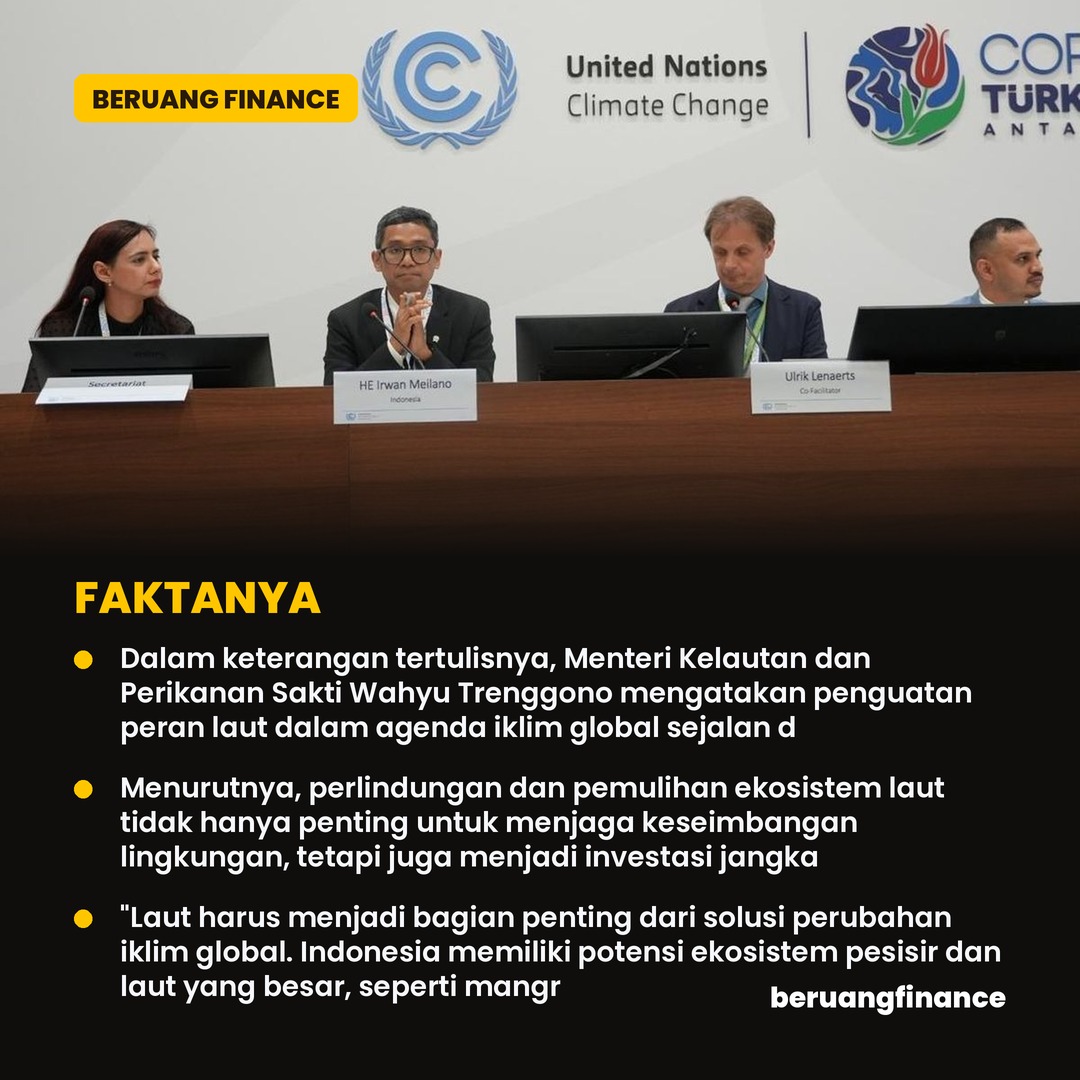 BERUANG FINANCE
United Nations
Climate Change
COP
TÜRK
ANTA
Secretariat
HE Irwan Meilano
Indonesia
Ulrik Lenaerts
Co Facilitator
FAKTANYA
Dalam keterangan tertulisnya, Menteri Kelautan dan
Perikanan Sakti Wahyu Trenggono mengatakan penguatan
peran laut dalam agenda iklim global sejalan d
Menurutnya, perlindungan dan pemulihan ekosistem laut
tidak hanya penting untuk menjaga keseimbangan
lingkungan, tetapi juga menjadi investasi jangka
"Laut harus menjadi bagian penting dari solusi perubahan
iklim global. Indonesia memiliki potensi ekosistem pesisir dan
laut yang besar, seperti mangr
beruangfinance